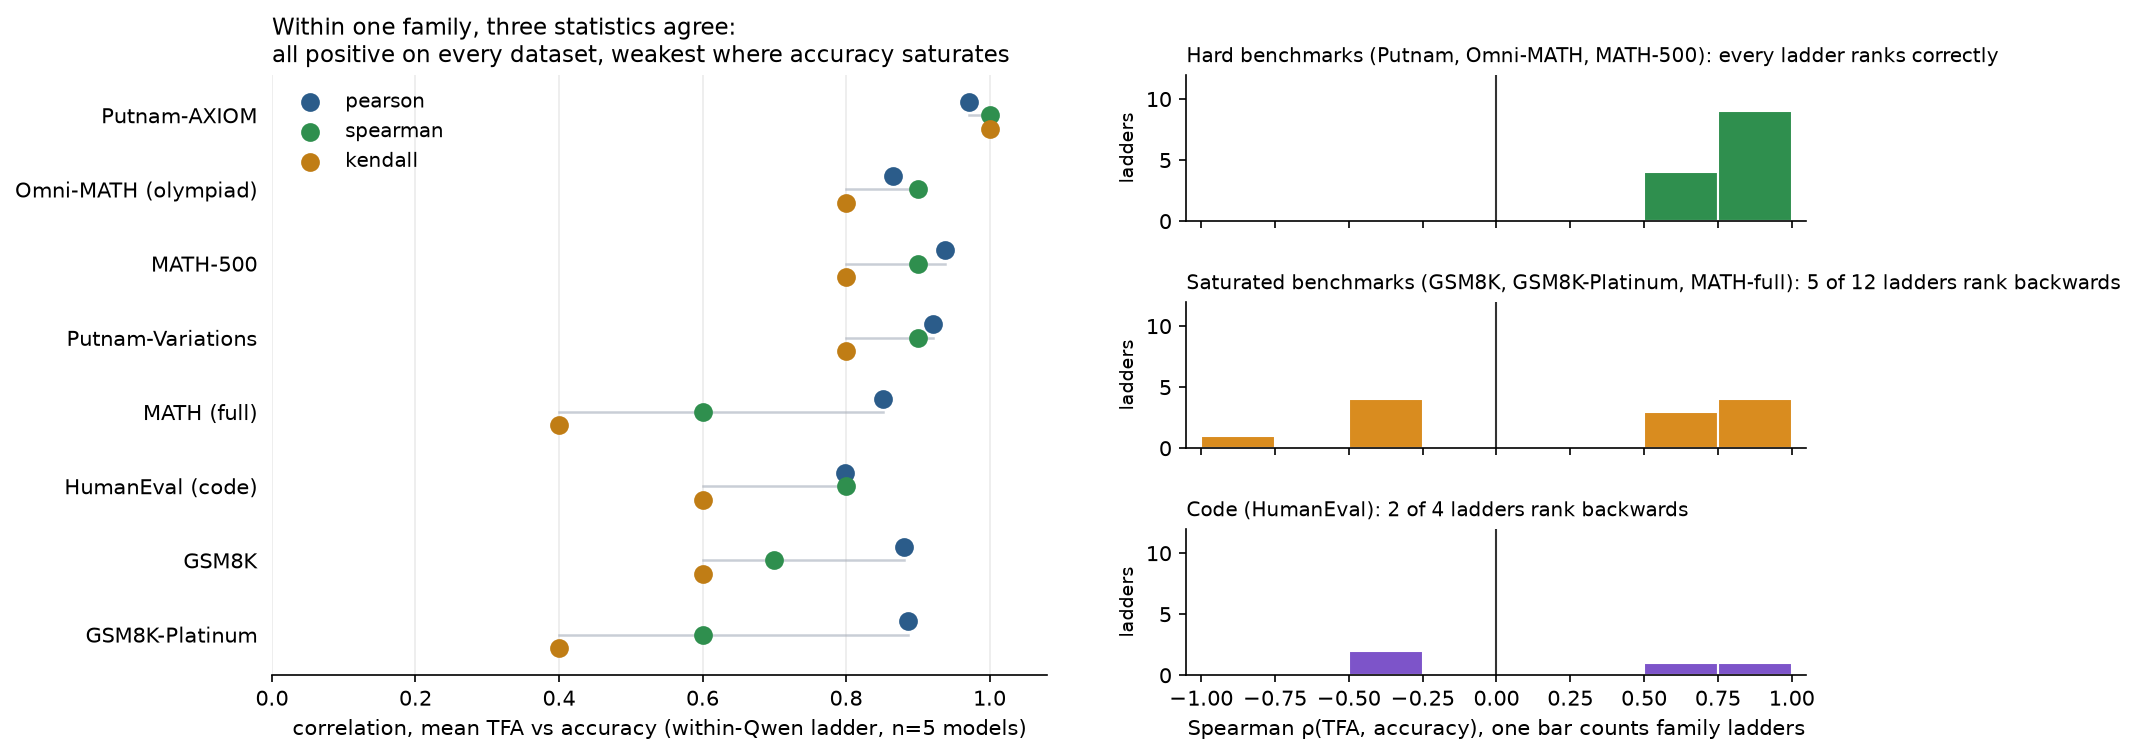 Within one family, three statistics agree:
all positive on every dataset, weakest where accuracy saturates
pearson
spearman
kendall
Putnam-AXIOM
Omni-MATH (olympiad)
MATH-500
Putnam-Variations
MATH (full)
HumanEval (code)
GSM8K
GSM8K-Platinum
0.0 0.2 0.4 0.6 0.8 1.0
correlation, mean TFA vs accuracy (within-Qwen ladder, n=5 models)
Hard benchmarks (Putnam, Omni-MATH, MATH-500): every ladder ranks correctly
10
5
0
ladders
Saturated benchmarks (GSM8K, GSM8K-Platinum, MATH-full): 5 of 12 ladders rank backwards
10
5
0
ladders
Code (HumanEval): 2 of 4 ladders rank backwards
10
5
0
ladders
−1.00 −0.75 −0.50 −0.25 0.00 0.25 0.50 0.75 1.00
Spearman ρ(TFA, accuracy), one bar counts family ladders